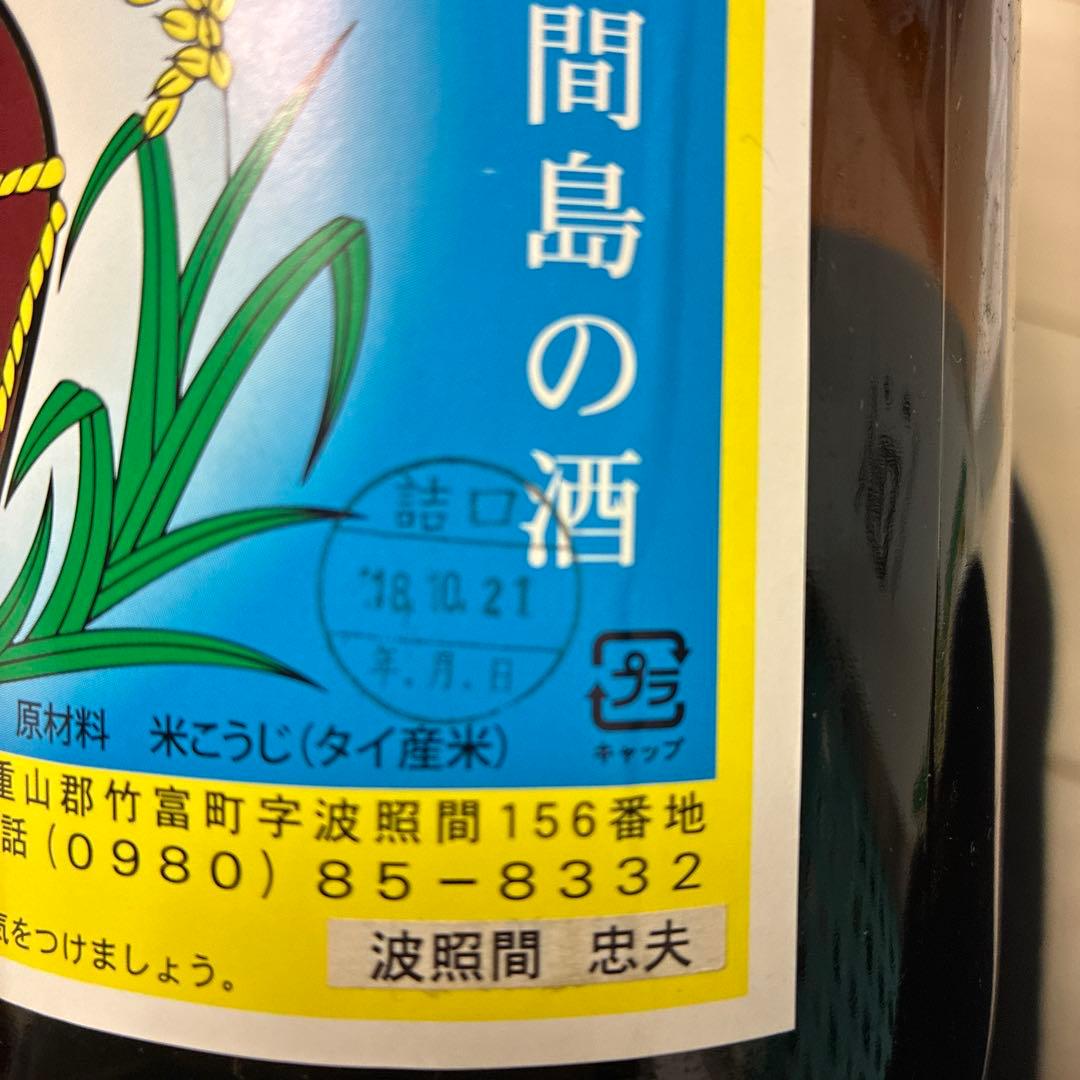 間島の酒
詰口
'18.10.21
年.月.日
プラ
キャップ
原材料 米こうじ(タイ産米)
重山郡竹富町字波照間156番地
話(0980)85-8332
気をつけましょう。
波照間 忠夫